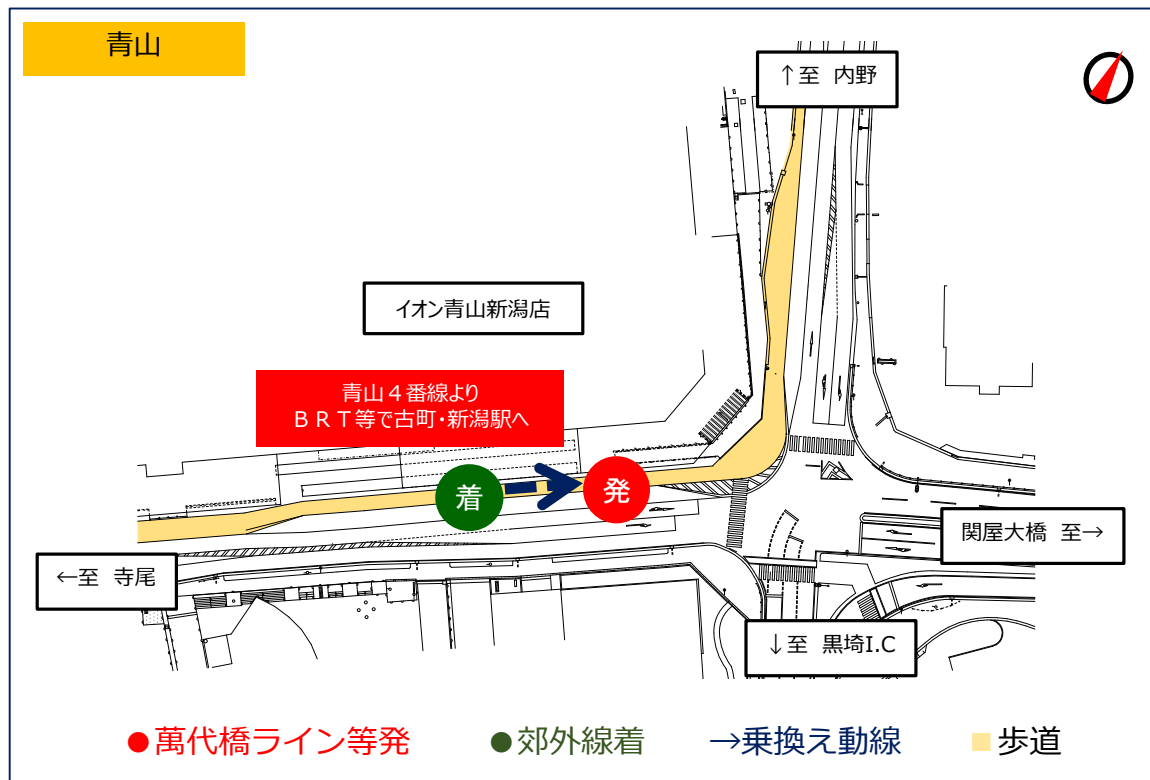 青山
↑至 内野
イオン青山新潟店
青山４番線より
ＢＲＴ等で古町・新潟駅へ
着
発
関屋大橋 至→
←至 寺尾
↓至 黒埼I.C
●萬代橋ライン等発 ●郊外線着 →乗換え動線 ■歩道